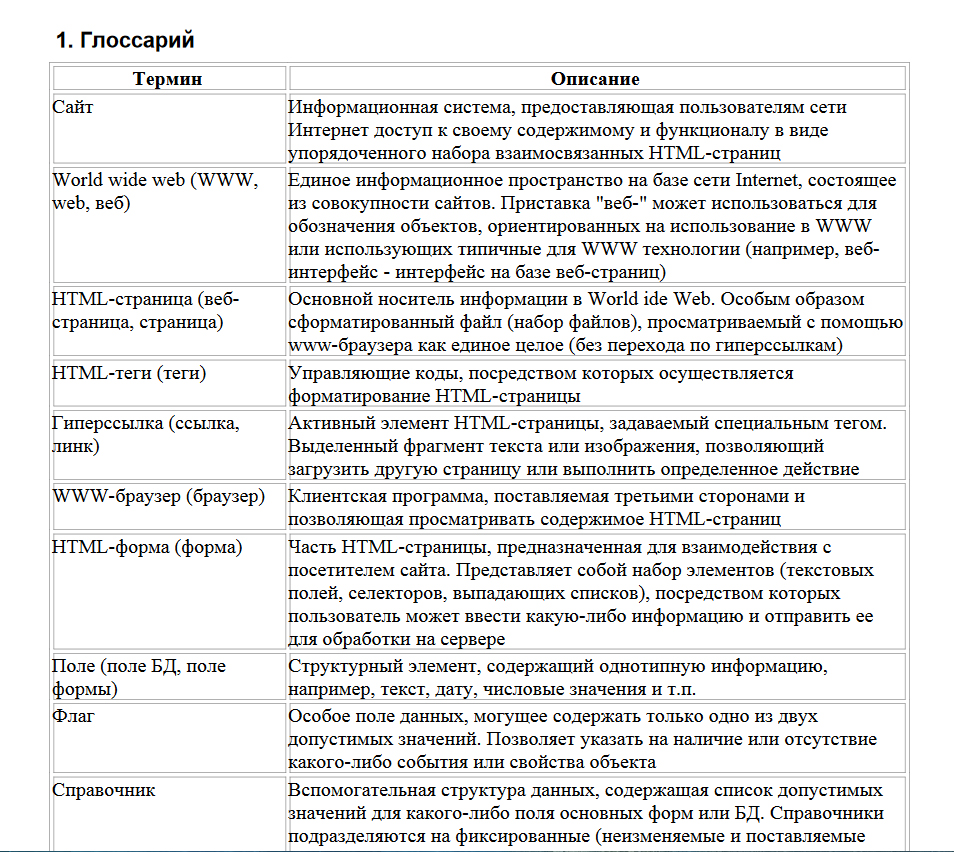 1. Глоссарий
Термин Описание
Сайт Информационная система, предоставляющая пользователям сети
Интернет доступ к своему содержимому и функционалу в виде
упорядоченного набора взаимосвязанных HTML-страниц
World wide web (WWW, Единое информационное пространство на базе сети Internet, состоящее
web, веб) из совокупности сайтов. Приставка "веб-" может использоваться для
обозначения объектов, ориентированных на использование в WWW
или использующих типичные для WWW технологии (например, веб-
интерфейс - интерфейс на базе веб-страниц)
HTML-страница (веб- Основной носитель информации в World ide Web. Особым образом
страница, страница) сформатированный файл (набор файлов), просматриваемый с помощью
www-браузера как единое целое (без перехода по гиперссылкам)
HTML-теги (теги) Управляющие коды, посредством которых осуществляется
форматирование HTML-страницы
Гиперссылка (ссылка, Активный элемент HTML-страницы, задаваемый специальным тегом.
линк) Выделенный фрагмент текста или изображения, позволяющий
загрузить другую страницу или выполнить определенное действие
WWW-браузер (браузер) Клиентская программа, поставляемая третьими сторонами и
позволяющая просматривать содержимое HTML-страниц
HTML-форма (форма) Часть HTML-страницы, предназначенная для взаимодействия с
посетителем сайта. Представляет собой набор элементов (текстовых
полей, селекторов, выпадающих списков), посредством которых
пользователь может ввести какую-либо информацию и отправить ее
для обработки на сервере
Поле (поле БД, поле Структурный элемент, содержащий однотипную информацию,
формы) например, текст, дату, числовые значения и т.п.
Флаг Особое поле данных, могущее содержать только одно из двух
допустимых значений. Позволяет указать на наличие или отсутствие
какого-либо события или свойства объекта
Справочник Вспомогательная структура данных, содержащая список допустимых
значений для какого-либо поля основных форм или БД. Справочники
подразделяются на фиксированные (неизменяемые и поставляемые